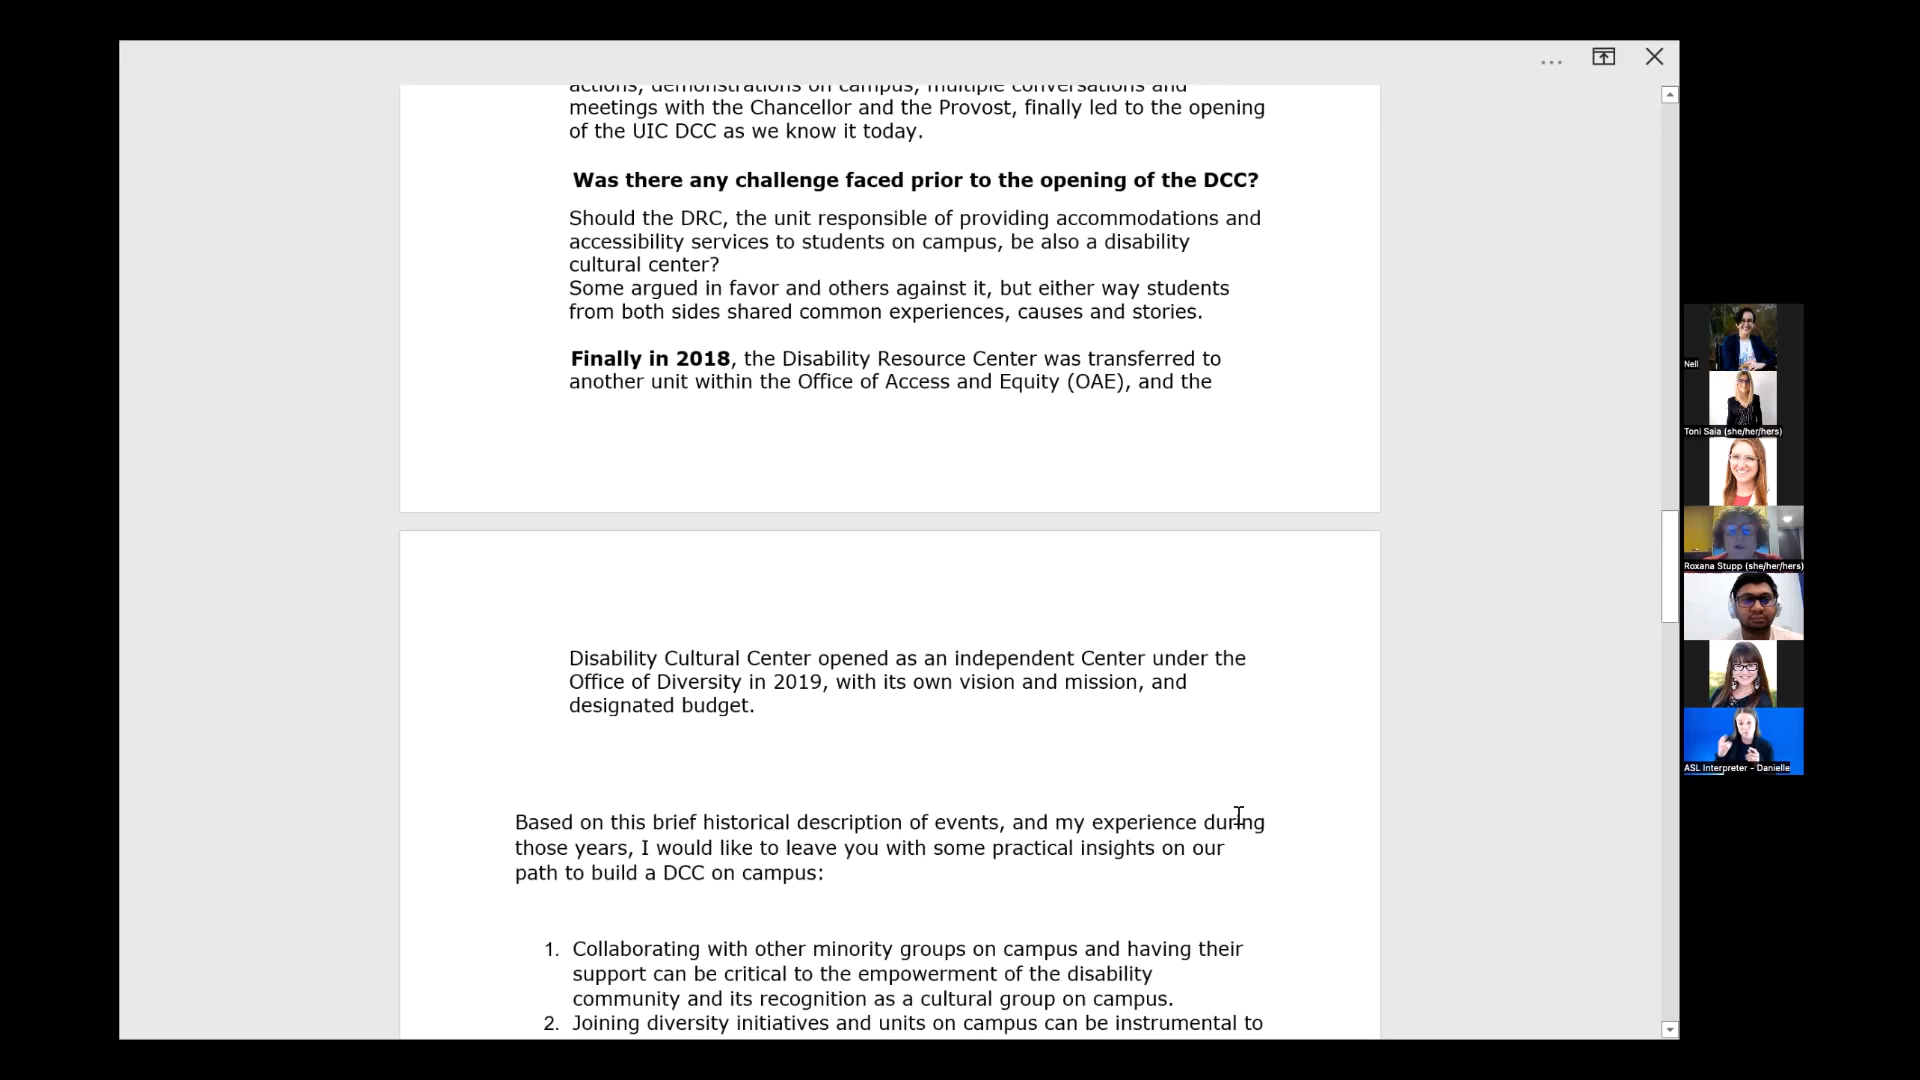 actions, demonstrations on campus, multiple conversations and
meetings with the Chancellor and the Provost, finally led to the opening
of the UIC DCC as we know it today.
Was there any challenge faced prior to the opening of the DCC?
Should the DRC, the unit responsible of providing accommodations and
accessibility services to students on campus, be also a disability
cultural center?
Some argued in favor and others against it, but either way students
from both sides shared common experiences, causes and stories.
Finally in 2018, the Disability Resource Center was transferred to
another unit within the Office of Access and Equity (OAE), and the
Disability Cultural Center opened as an independent Center under the
Office of Diversity in 2019, with its own vision and mission, and
designated budget.
Based on this brief historical description of events, and my experience during
those years, I would like to leave you with some practical insights on our
path to build a DCC on campus:
1. Collaborating with other minority groups on campus and having their
support can be critical to the empowerment of the disability
community and its recognition as a cultural group on campus.
2. Joining diversity initiatives and units on campus can be instrumental to
Nell
Toni Saia (she/her/hers)
Roxana Stupp (she/her/hers)
ASL Interpreter - Danielle